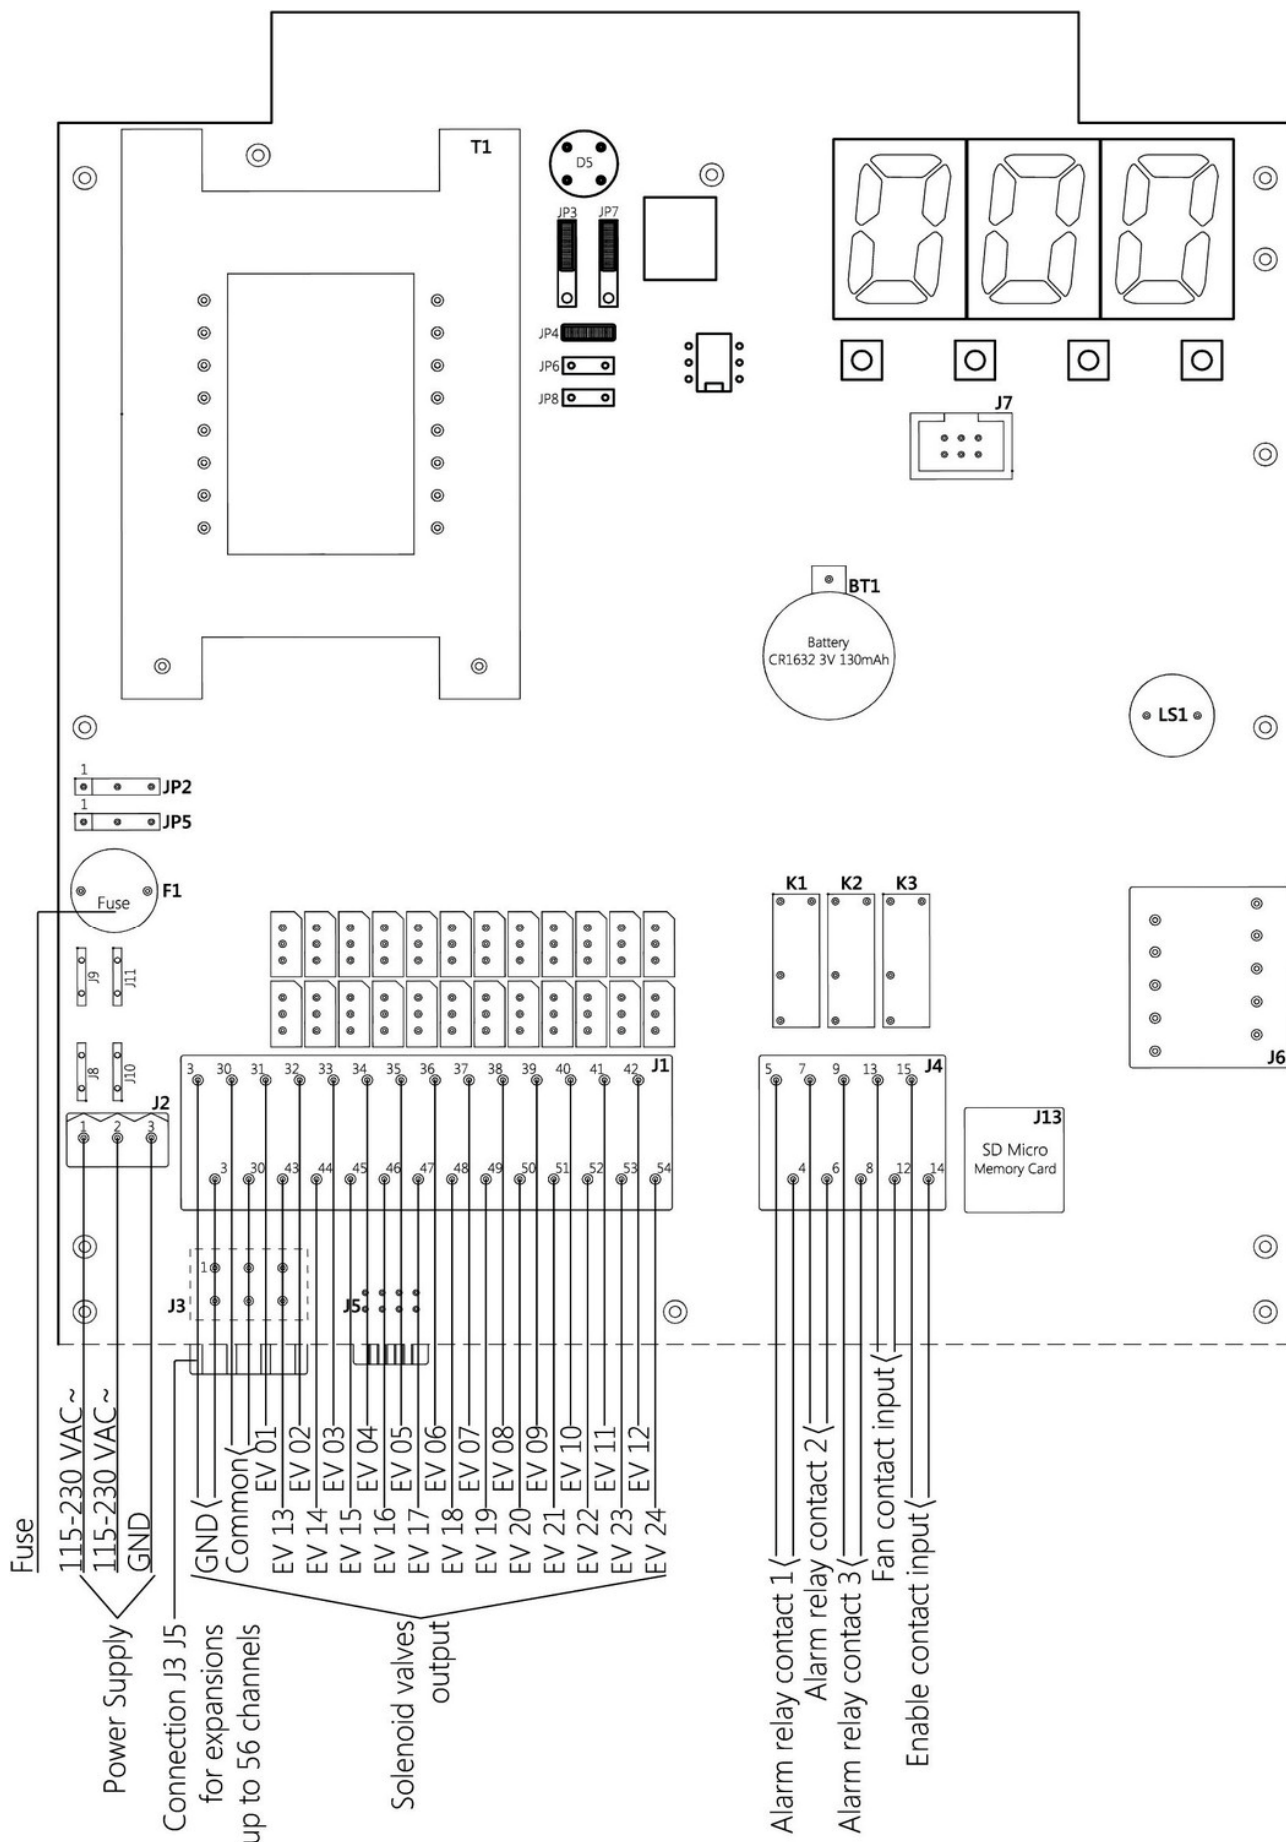 T1
D5
JP3 JP7
JP4
JP6
JP8
J7
BT1
Battery
CR1632 3V 130mAh
LS1
1
JP2
1
JP5
F1
Fuse
K1 K2 K3
J9 J11
J8 J10
J6
J2
1 2 3
3 30 31 32 33 34 35 36 37 38 39 40 41 42 J1
3 30 43 44 45 46 47 48 49 50 51 52 53 54
5 7 9 13 15 J4
4 6 8 12 14
J13
SD Micro
Memory Card
1
J3
J5
Fuse
115-230 VAC~
115-230 VAC~
GND
Power Supply
Connection J3 J5
for expansions
up to 56 channels
GND
Common
EV 01
EV 02
EV 03
EV 04
EV 05
EV 06
EV 07
EV 08
EV 09
EV 10
EV 11
EV 12
EV 13
EV 14
EV 15
EV 16
EV 17
EV 18
EV 19
EV 20
EV 21
EV 22
EV 23
EV 24
Solenoid valves
output
Alarm relay contact 1
Alarm relay contact 2
Alarm relay contact 3
Fan contact input
Enable contact input